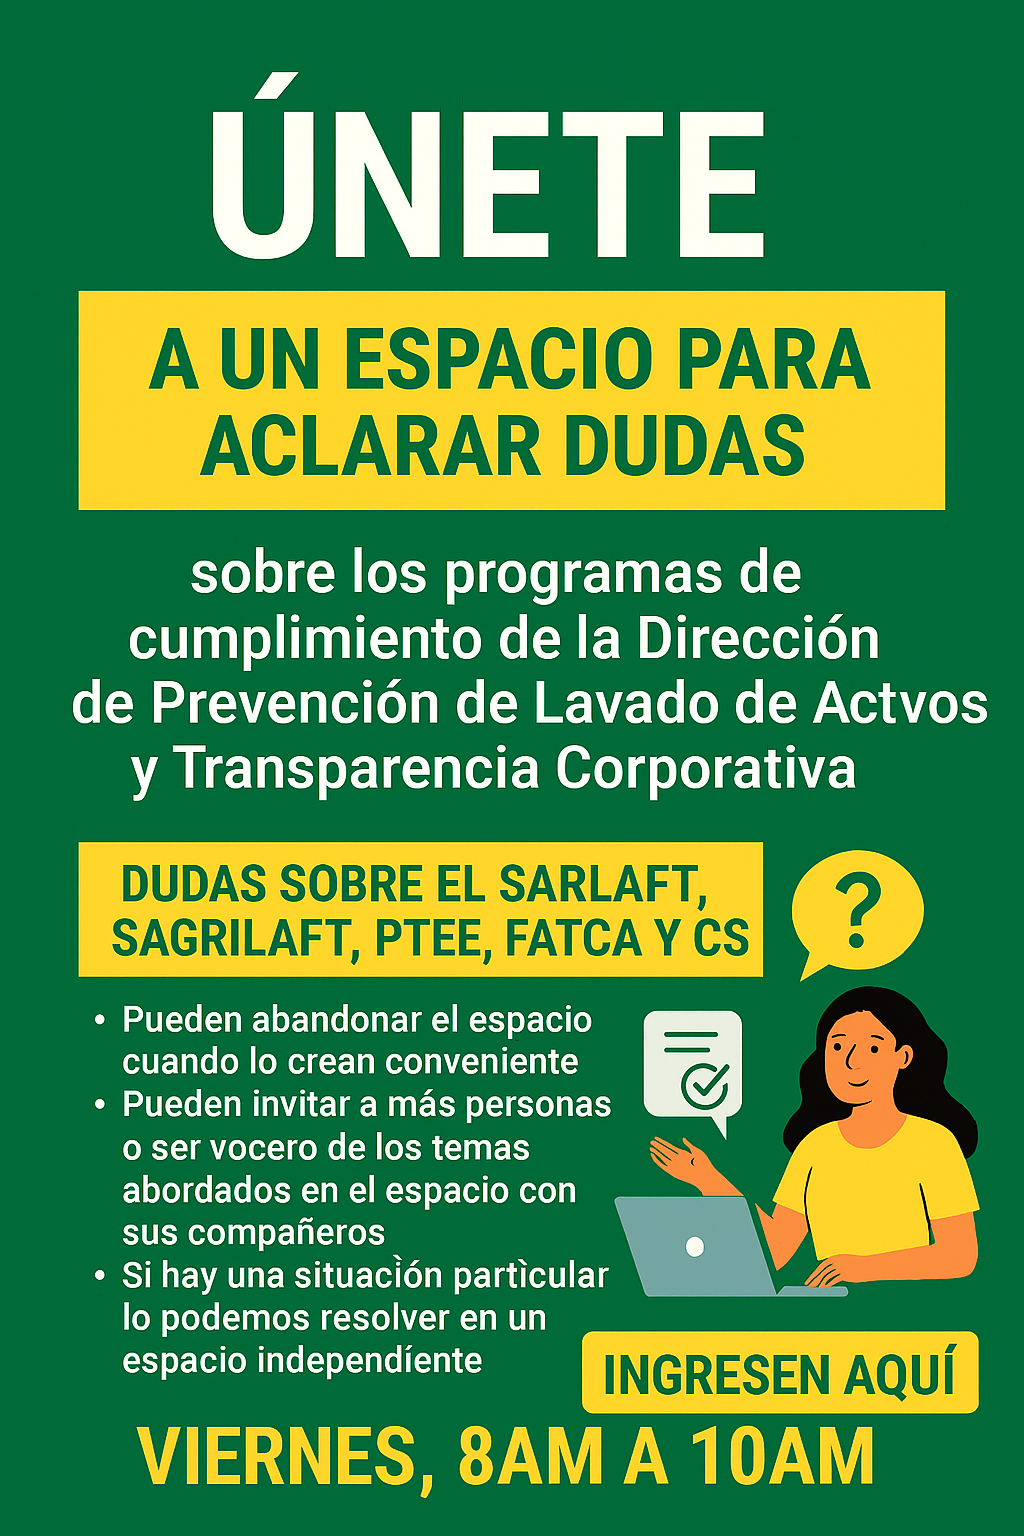 ÚNETE
A UN ESPACIO PARA
ACLARAR DUDAS
sobre los programas de
cumplimiento de la Dirección
de Prevención de Lavado de Actvos
y Transparencia Corporativa
DUDAS SOBRE EL SARLAFT,
SAGRILAFT, PTEE, FATCA Y CS
?
• Pueden abandonar el espacio
cuando lo crean conveniente
• Pueden invitar a más personas
o ser vocero de los temas
abordados en el espacio con
sus compañeros
• Si hay una situacìón partìcular
lo podemos resolver en un
espacio independíente
INGRESEN AQUÍ
VIERNES, 8AM A 10AM